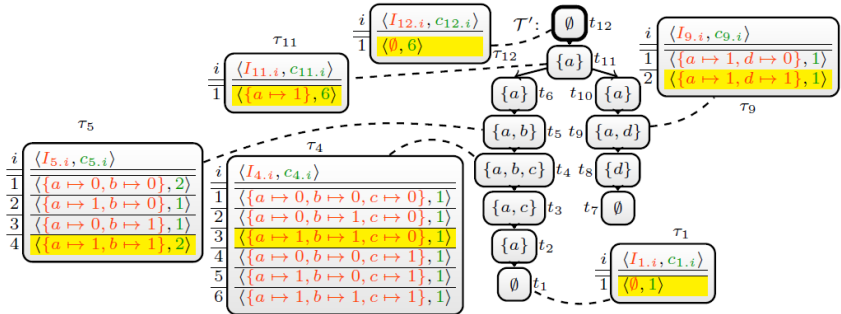 i ⟨I₁₂.ᵢ, c₁₂.ᵢ⟩
1 ⟨∅, 6⟩
τ₁₂
τ₁₁
i ⟨I₁₁.ᵢ, c₁₁.ᵢ⟩
1 ⟨{a ↦ 1}, 6⟩
𝒯′: ∅ t₁₂
{a} t₁₁
{a} t₆
t₁₀ {a}
{a, b} t₅
t₉ {a, d}
{a, b, c} t₄
t₈ {d}
{a, c} t₃
t₇ ∅
{a} t₂
∅ t₁
i ⟨I₉.ᵢ, c₉.ᵢ⟩
1 ⟨{a ↦ 1, d ↦ 0}, 1⟩
2 ⟨{a ↦ 1, d ↦ 1}, 1⟩
τ₉
τ₅
i ⟨I₅.ᵢ, c₅.ᵢ⟩
1 ⟨{a ↦ 0, b ↦ 0}, 2⟩
2 ⟨{a ↦ 1, b ↦ 0}, 1⟩
3 ⟨{a ↦ 0, b ↦ 1}, 1⟩
4 ⟨{a ↦ 1, b ↦ 1}, 2⟩
τ₄
i ⟨I₄.ᵢ, c₄.ᵢ⟩
1 ⟨{a ↦ 0, b ↦ 0, c ↦ 0}, 1⟩
2 ⟨{a ↦ 0, b ↦ 1, c ↦ 0}, 1⟩
3 ⟨{a ↦ 1, b ↦ 1, c ↦ 0}, 1⟩
4 ⟨{a ↦ 0, b ↦ 0, c ↦ 1}, 1⟩
5 ⟨{a ↦ 1, b ↦ 0, c ↦ 1}, 1⟩
6 ⟨{a ↦ 1, b ↦ 1, c ↦ 1}, 1⟩
τ₁
i ⟨I₁.ᵢ, c₁.ᵢ⟩
1 ⟨∅, 1⟩